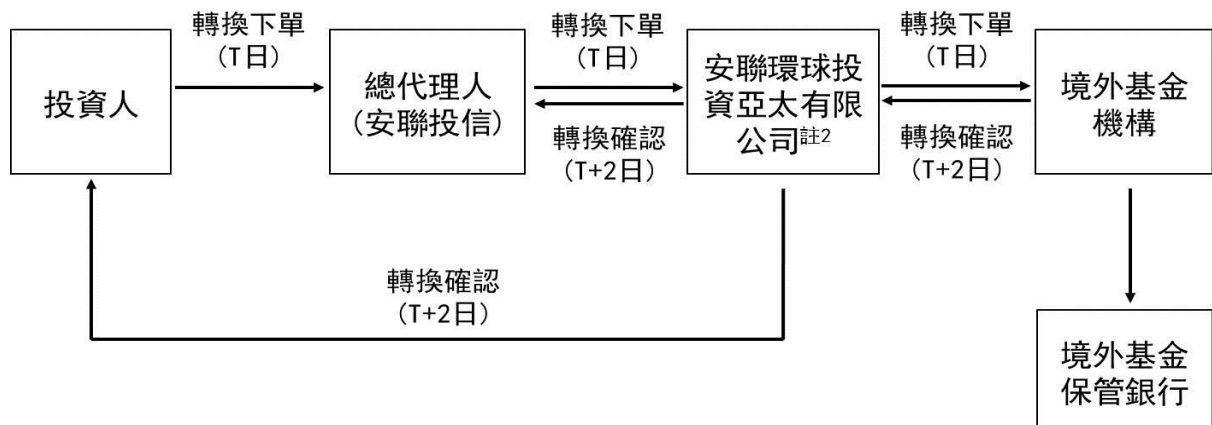 轉換下單
(T日)
轉換下單
(T日)
轉換下單
(T日)
投資人
總代理人
(安聯投信)
安聯環球投
資亞太有限
公司註2
境外基金
機構
轉換確認
(T+2日)
轉換確認
(T+2日)
轉換確認
(T+2日)
境外基金
保管銀行